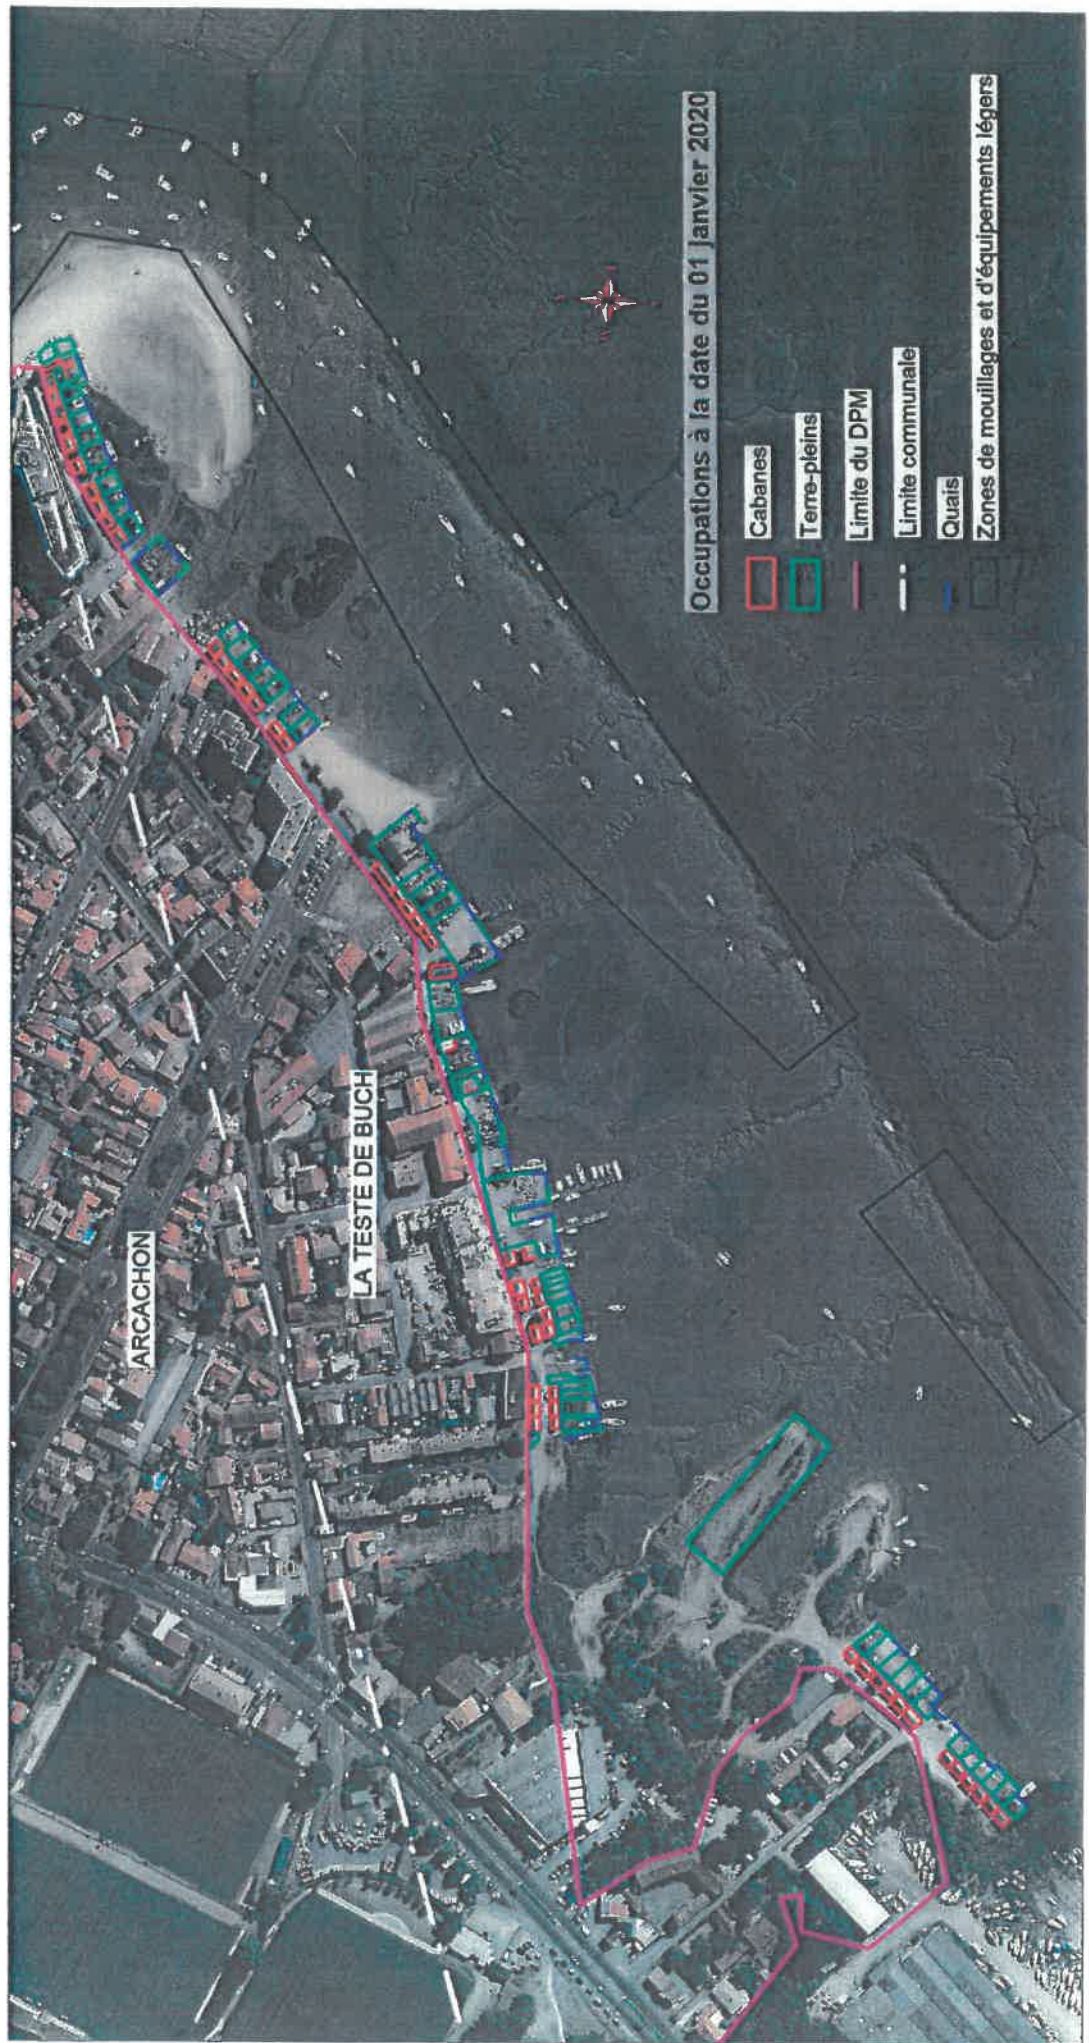 ARCACHON
LA TESTE DE BUCH
Occupations à la date du 01 janvier 2020
Cabanes
Terre-pleins
Limite du DPM
Limite communale
Quais
Zones de mouillages et d'équipements légers